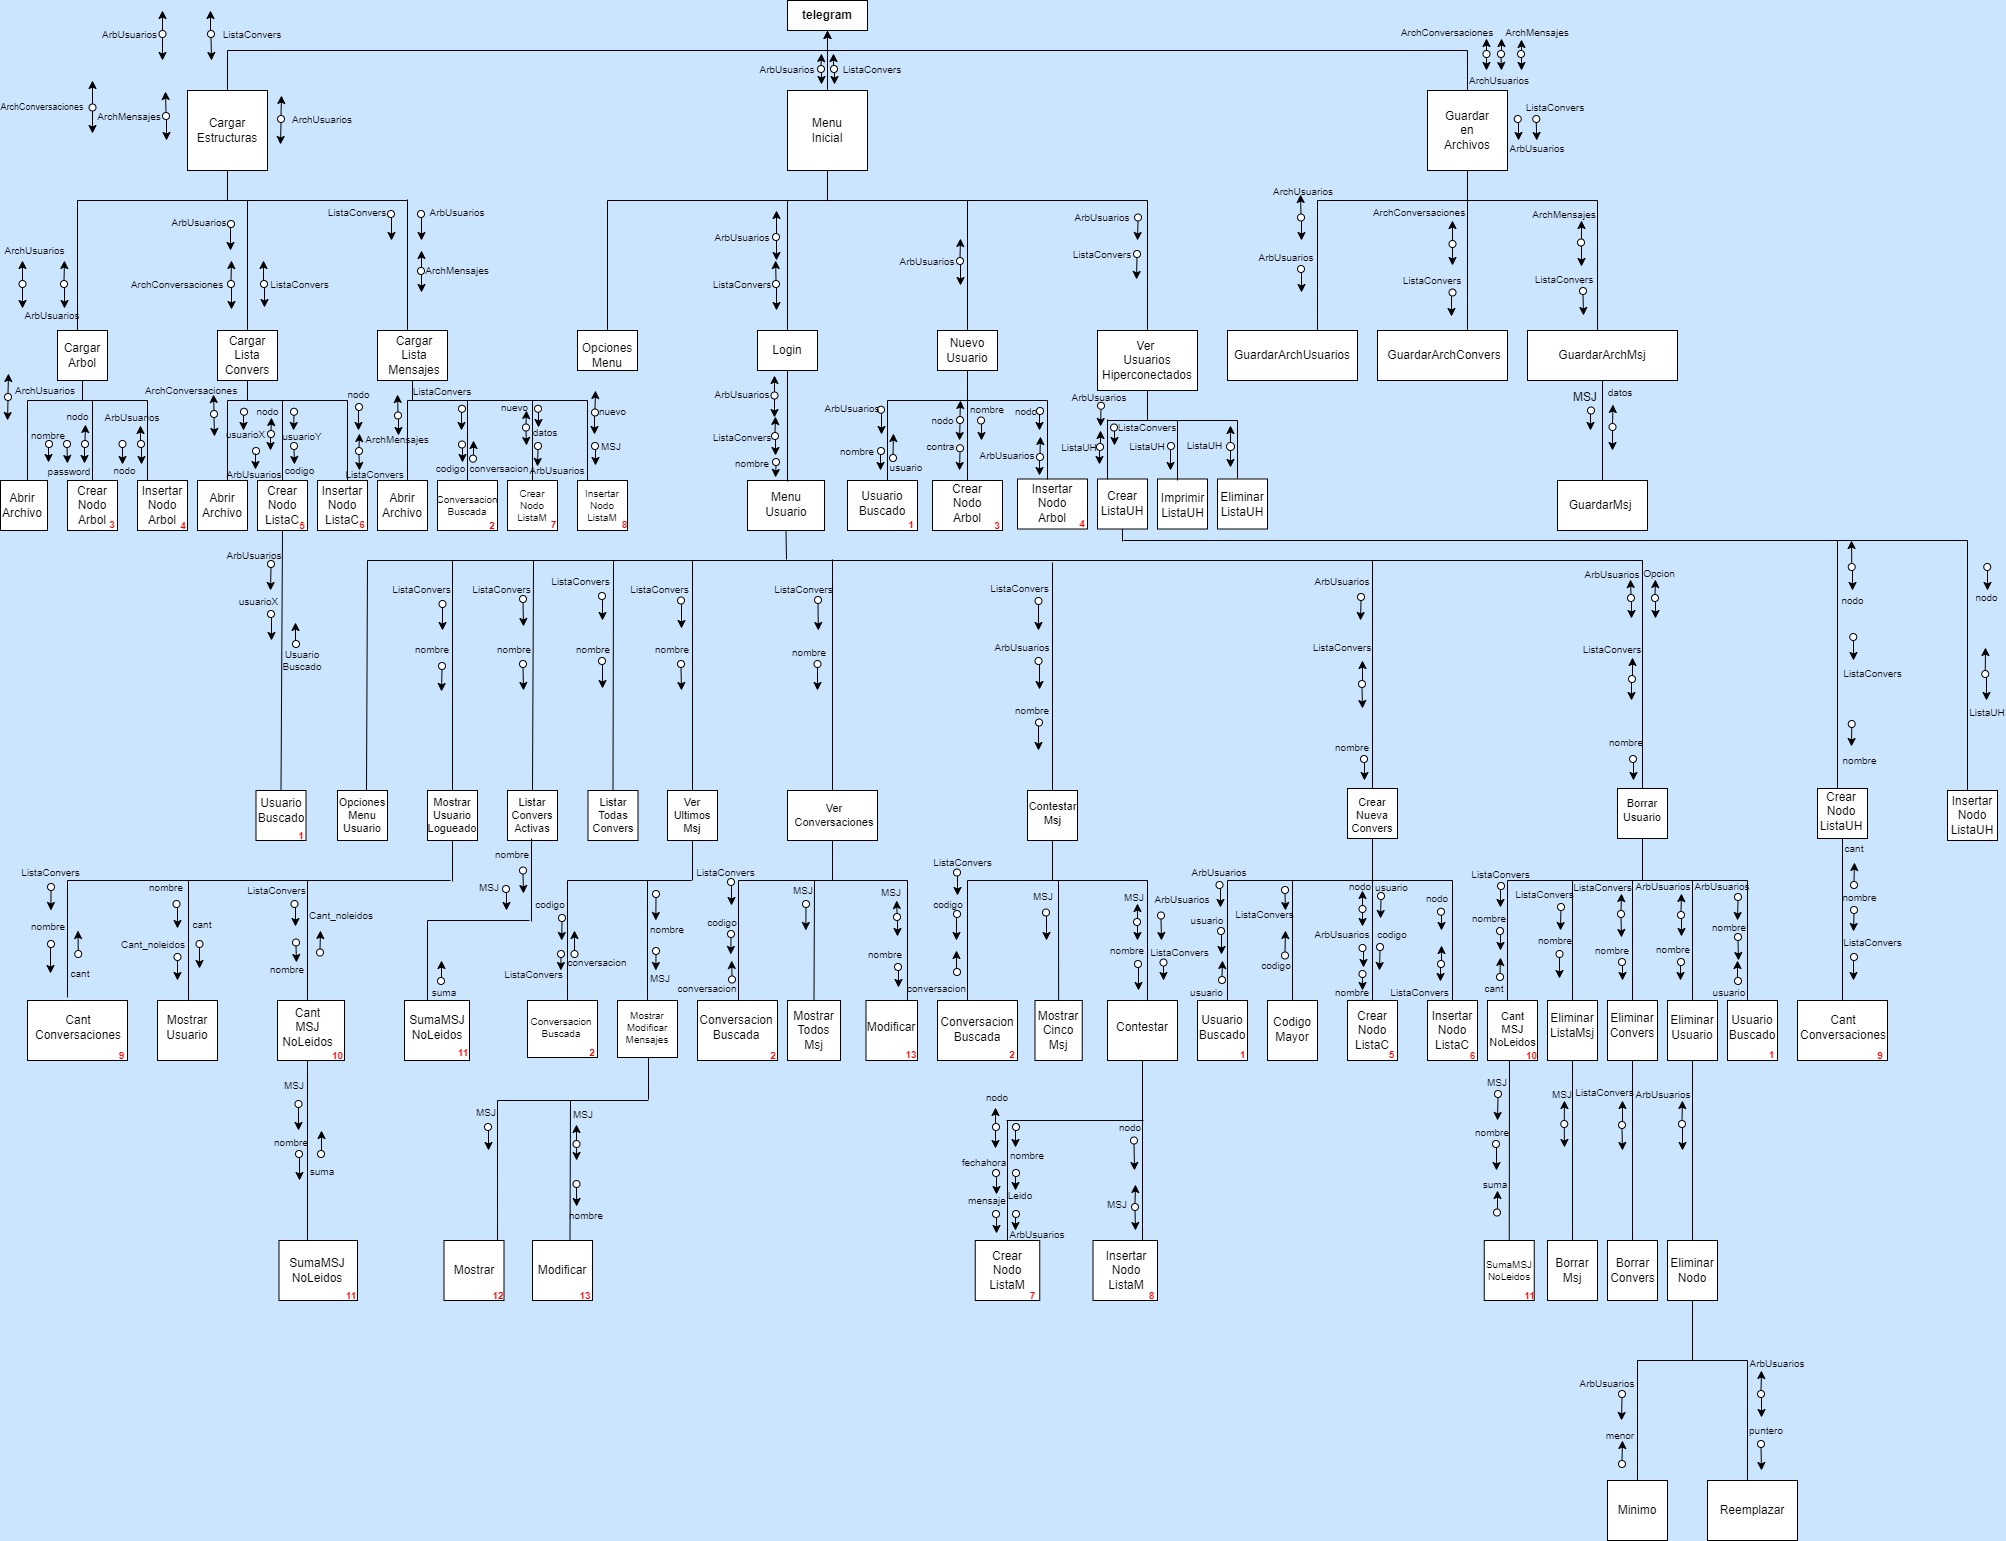 telegram
ArbUsuarios
ListaConvers
ArbUsuarios
ListaConvers
ArchConversaciones
ArchMensajes
ArchUsuarios
ArchConversaciones
ArchMensajes
ArchUsuarios
Cargar
Estructuras
Menu
Inicial
Guardar
en
Archivos
ListaConvers
ArbUsuarios
ArchUsuarios
ArbUsuarios
ArbUsuarios
ArchConversaciones
ListaConvers
ListaConvers
ArbUsuarios
ArchMensajes
ArbUsuarios
ListaConvers
ArbUsuarios
ArbUsuarios
ListaConvers
ArchUsuarios
ArbUsuarios
ArchConversaciones
ListaConvers
ArchMensajes
ListaConvers
Cargar
Arbol
Cargar
Lista
Convers
Cargar
Lista
Mensajes
Opciones
Menu
Login
Nuevo
Usuario
Ver
Usuarios
Hiperconectados
GuardarArchUsuarios
GuardarArchConvers
GuardarArchMsj
ArchUsuarios
nombre
nodo
password
ArbUsuarios
nodo
ArchConversaciones
usuarioX
nodo
ArbUsuarios
usuarioY
codigo
nodo
ListaConvers
ArchMensajes
ListaConvers
codigo
conversacion
nuevo
datos
ArbUsuarios
nuevo
MSJ
ArbUsuarios
ListaConvers
nombre
ArbUsuarios
nombre
usuario
nodo
nombre
contra
nodo
ArbUsuarios
ArbUsuarios
ListaUH
ListaConvers
ListaUH
ListaUH
MSJ
datos
Abrir
Archivo
Crear
Nodo
Arbol 3
Insertar
Nodo
Arbol 4
Abrir
Archivo
Crear
Nodo
ListaC 5
Insertar
Nodo
ListaC 6
Abrir
Archivo
Conversacion
Buscada
2
Crear
Nodo
ListaM 7
Insertar
Nodo
ListaM 8
Menu
Usuario
Usuario
Buscado
1
Crear
Nodo
Arbol 3
Insertar
Nodo
Arbol 4
Crear
ListaUH
Imprimir
ListaUH
Eliminar
ListaUH
GuardarMsj
ArbUsuarios
usuarioX
Usuario
Buscado
ListaConvers
nombre
ListaConvers
nombre
ListaConvers
nombre
ListaConvers
nombre
ListaConvers
nombre
ListaConvers
ArbUsuarios
nombre
ArbUsuarios
ListaConvers
nombre
ArbUsuarios
Opcion
ListaConvers
nombre
nodo
ListaConvers
nombre
nodo
ListaUH
Usuario
Buscado
1
Opciones
Menu
Usuario
Mostrar
Usuario
Logueado
Listar
Convers
Activas
Listar
Todas
Convers
Ver
Ultimos
Msj
Ver
Conversaciones
Contestar
Msj
Crear
Nueva
Convers
Borrar
Usuario
Crear
Nodo
ListaUH
Insertar
Nodo
ListaUH
ListaConvers
nombre
cant
nombre
Cant_noleidos
cant
ListaConvers
nombre
Cant_noleidos
nombre
MSJ
suma
codigo
ListaConvers
conversacion
nombre
MSJ
ListaConvers
codigo
conversacion
MSJ
MSJ
nombre
ListaConvers
codigo
conversacion
MSJ
MSJ
nombre
ArbUsuarios
ListaConvers
ArbUsuarios
usuario
usuario
ListaConvers
codigo
nodo
usuario
ArbUsuarios
codigo
nombre
nodo
ListaConvers
ListaConvers
nombre
cant
ListaConvers
nombre
ListaConvers
nombre
ArbUsuarios
nombre
ArbUsuarios
nombre
usuario
cant
nombre
ListaConvers
Cant
Conversaciones
9
Mostrar
Usuario
Cant
MSJ
NoLeidos
10
SumaMSJ
NoLeidos
11
Conversacion
Buscada
2
Mostrar
Modificar
Mensajes
Conversacion
Buscada
2
Mostrar
Todos
Msj
Modificar
13
Conversacion
Buscada
2
Mostrar
Cinco
Msj
Contestar
Usuario
Buscado
1
Codigo
Mayor
Crear
Nodo
ListaC 5
Insertar
Nodo
ListaC 6
Cant
MSJ
NoLeidos
10
Eliminar
ListaMsj
Eliminar
Convers
Eliminar
Usuario
Usuario
Buscado
1
Cant
Conversaciones
9
MSJ
nombre
suma
MSJ
MSJ
nombre
nodo
nombre
fechahora
Leido
mensaje
ArbUsuarios
nodo
MSJ
MSJ
nombre
suma
MSJ
ListaConvers
ArbUsuarios
SumaMSJ
NoLeidos
11
Mostrar
12
Modificar
13
Crear
Nodo
ListaM
7
Insertar
Nodo
ListaM
8
SumaMSJ
NoLeidos
11
Borrar
Msj
Borrar
Convers
Eliminar
Nodo
ArbUsuarios
menor
ArbUsuarios
puntero
Minimo
Reemplazar